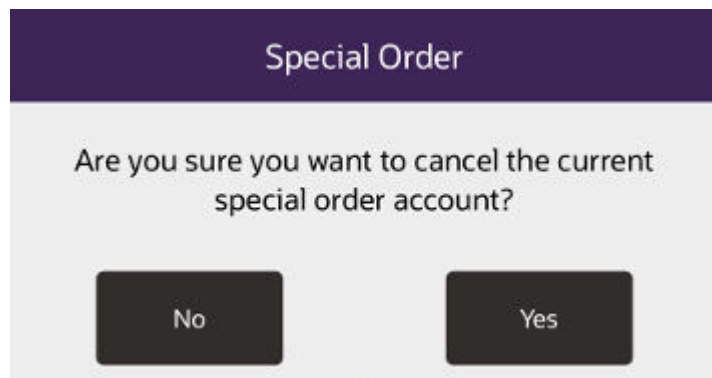 Special Order
Are you sure you want to cancel the current
special order account?
No
Yes